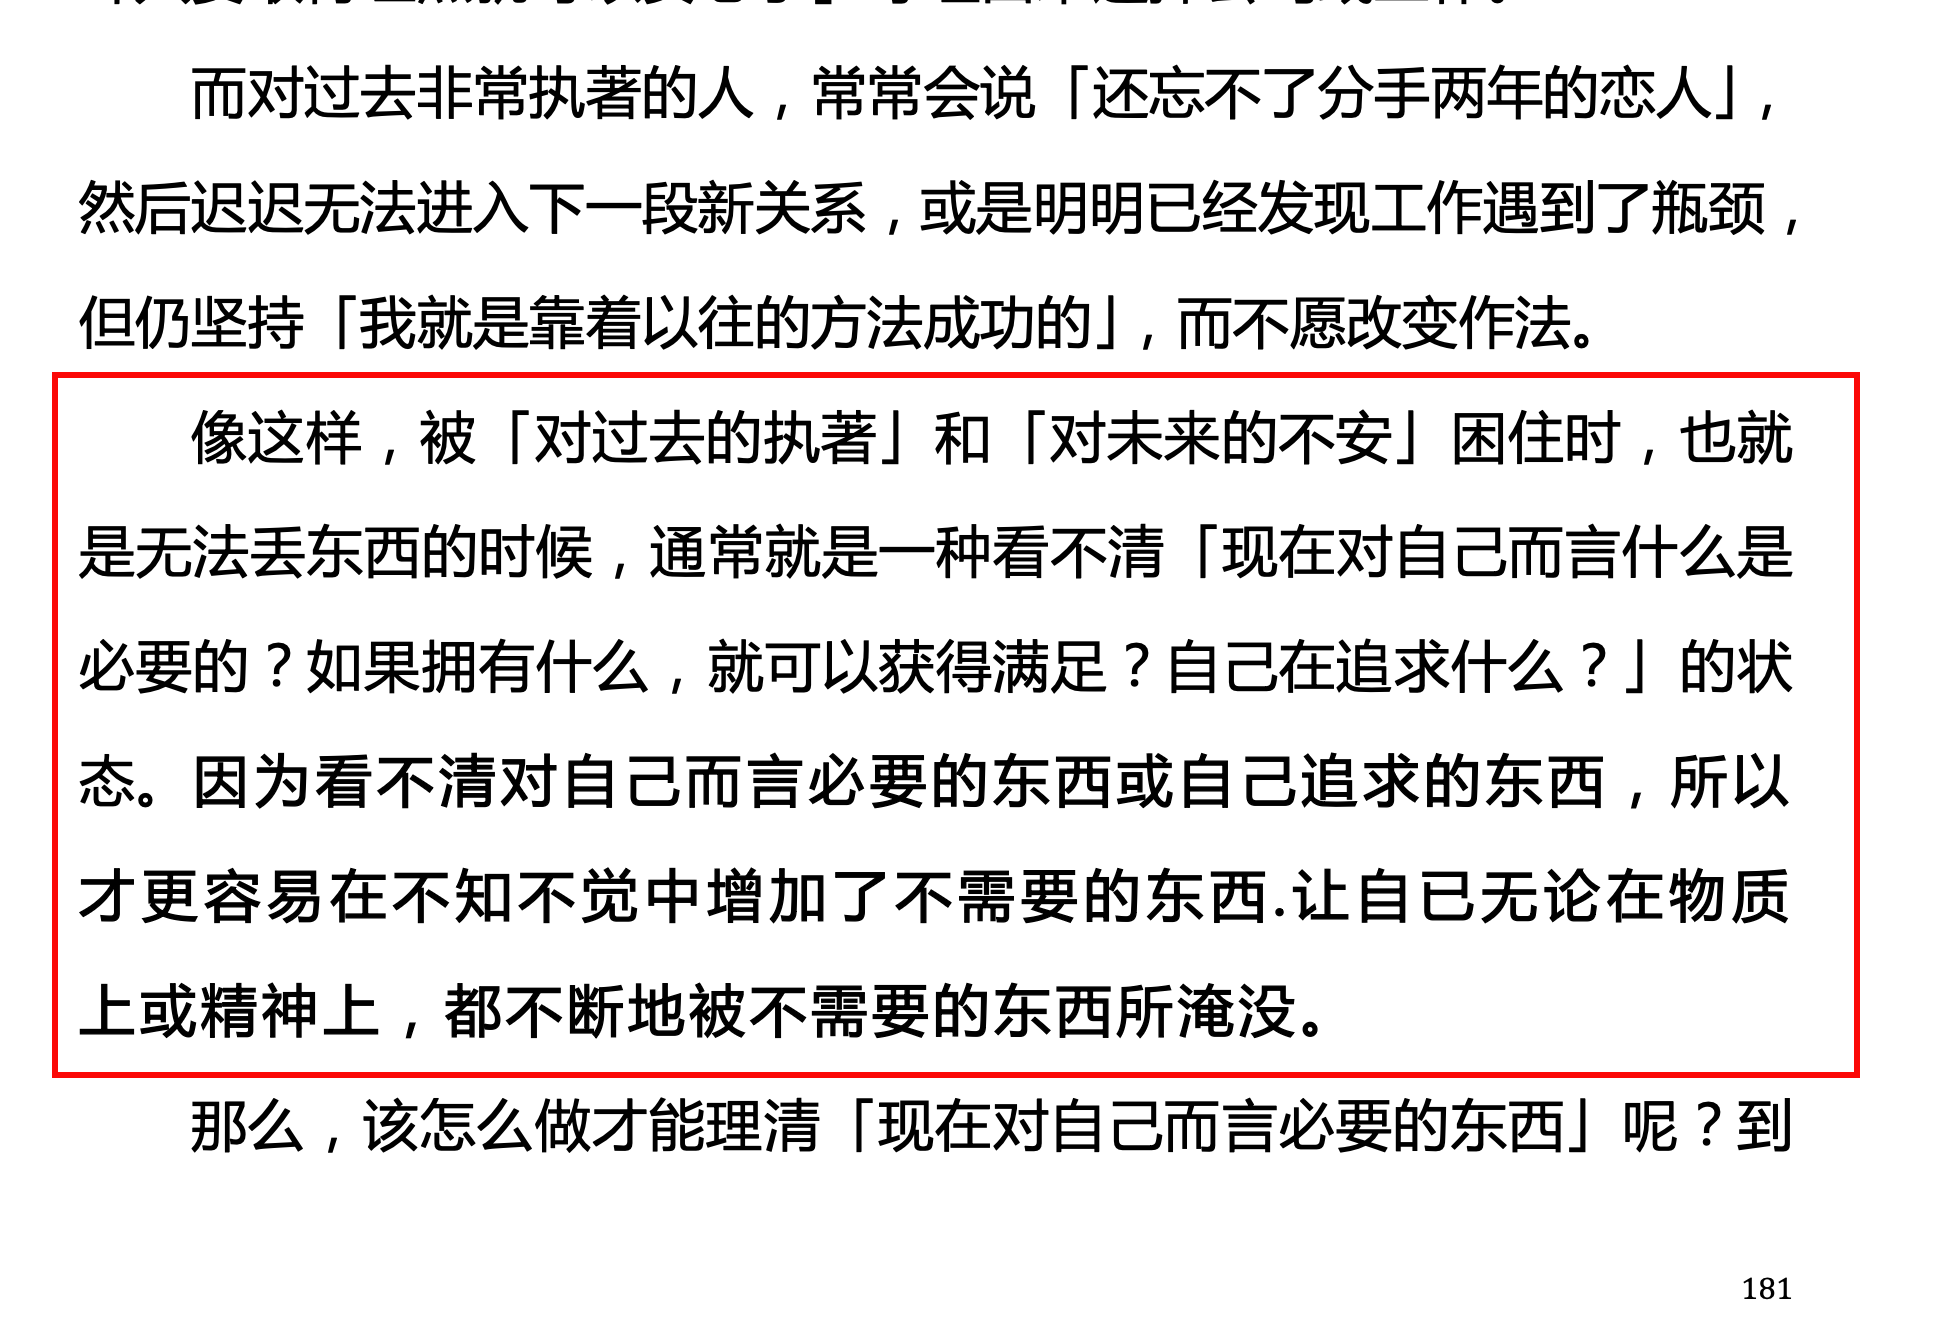 而对过去非常执著的人，常常会说「还忘不了分手两年的恋人」，
然后迟迟无法进入下一段新关系，或是明明已经发现工作遇到了瓶颈，
但仍坚持「我就是靠着以往的方法成功的」，而不愿改变作法。
像这样，被「对过去的执著」和「对未来的不安」困住时，也就
是无法丢东西的时候，通常就是一种看不清「现在对自己而言什么是
必要的？如果拥有什么，就可以获得满足？自己在追求什么？」的状
态。因为看不清对自己而言必要的东西或自己追求的东西，所以
才更容易在不知不觉中增加了不需要的东西.让自已无论在物质
上或精神上，都不断地被不需要的东西所淹没。
那么，该怎么做才能理清「现在对自己而言必要的东西」呢？到
181